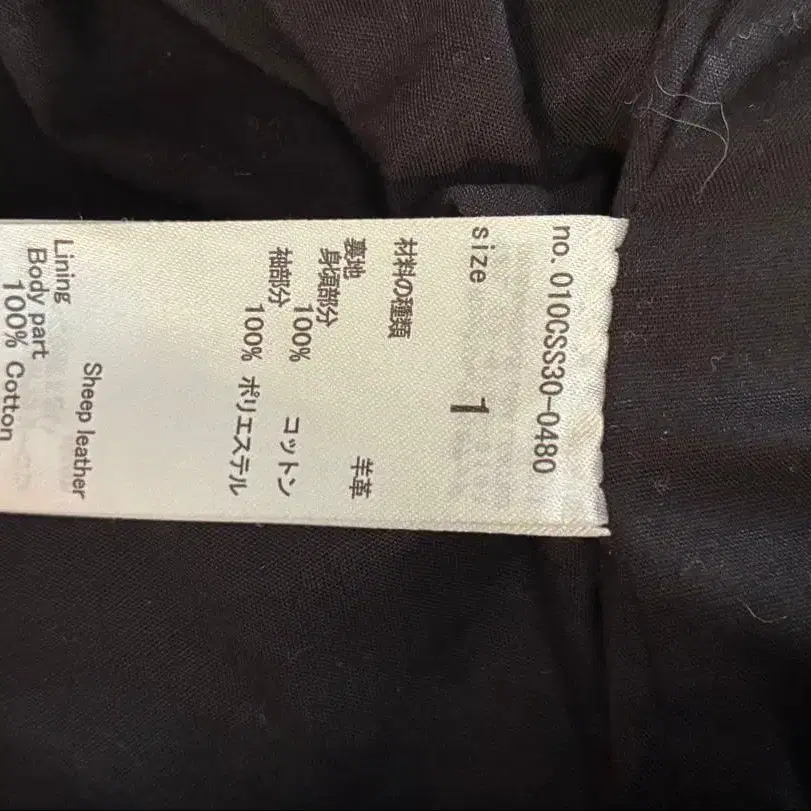 no. 010CSS30-0480
size 1
材料の種類
羊革
裏地
身頃部分
100% コットン
袖部分
100% ポリエステル
Sheep leather
Lining
Body part
100% Cotton